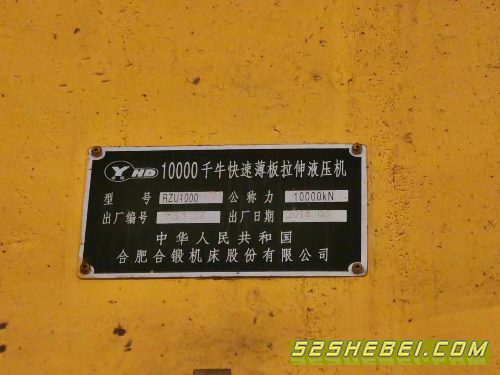 YHD 10000千牛快速薄板拉伸液压机
型 号 RZU1000 公称力 10000kN
出厂编号 出厂日期 2014.06
中华人民共和国
合肥合锻机床股份有限公司
52SHEBEI.COM